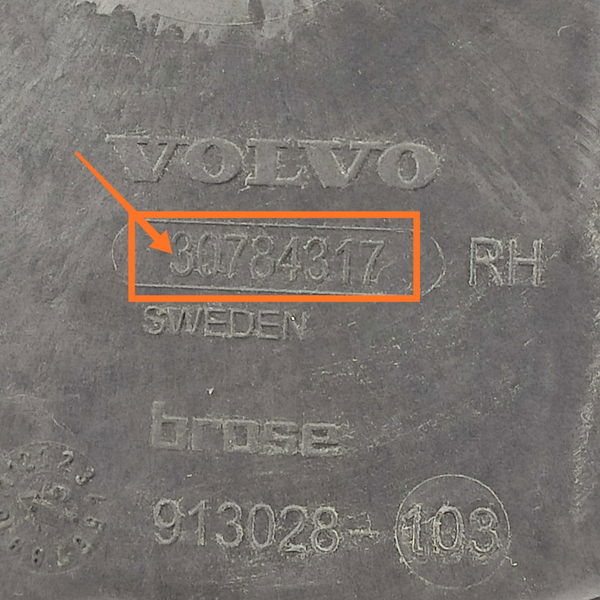 VOLVO
30784317 RH
SWEDEN
brose
913028-103